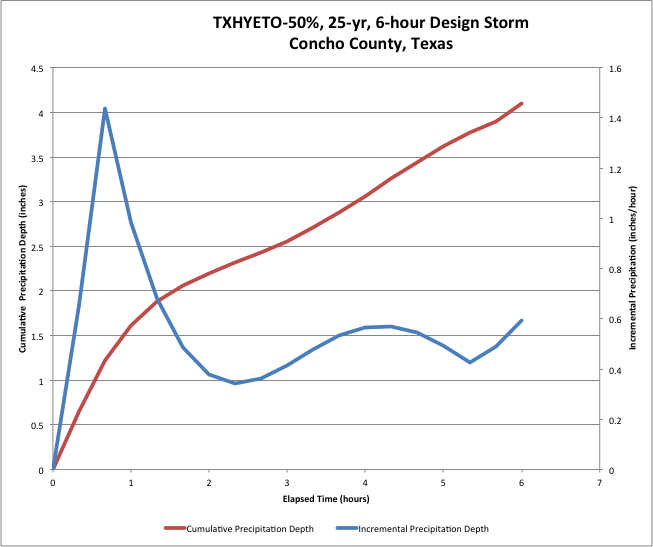 TXHYETO-50%, 25-yr, 6-hour Design Storm
Concho County, Texas
Cumulative Precipitation Depth (inches)
4.5
4
3.5
3
2.5
2
1.5
1
0.5
0
1.6
1.4
1.2
1
0.8
0.6
0.4
0.2
0
Incremental Precipitation (inches/hour)
0 1 2 3 4 5 6 7
Elapsed Time (hours)
Cumulative Precipitation Depth Incremental Precipitation Depth